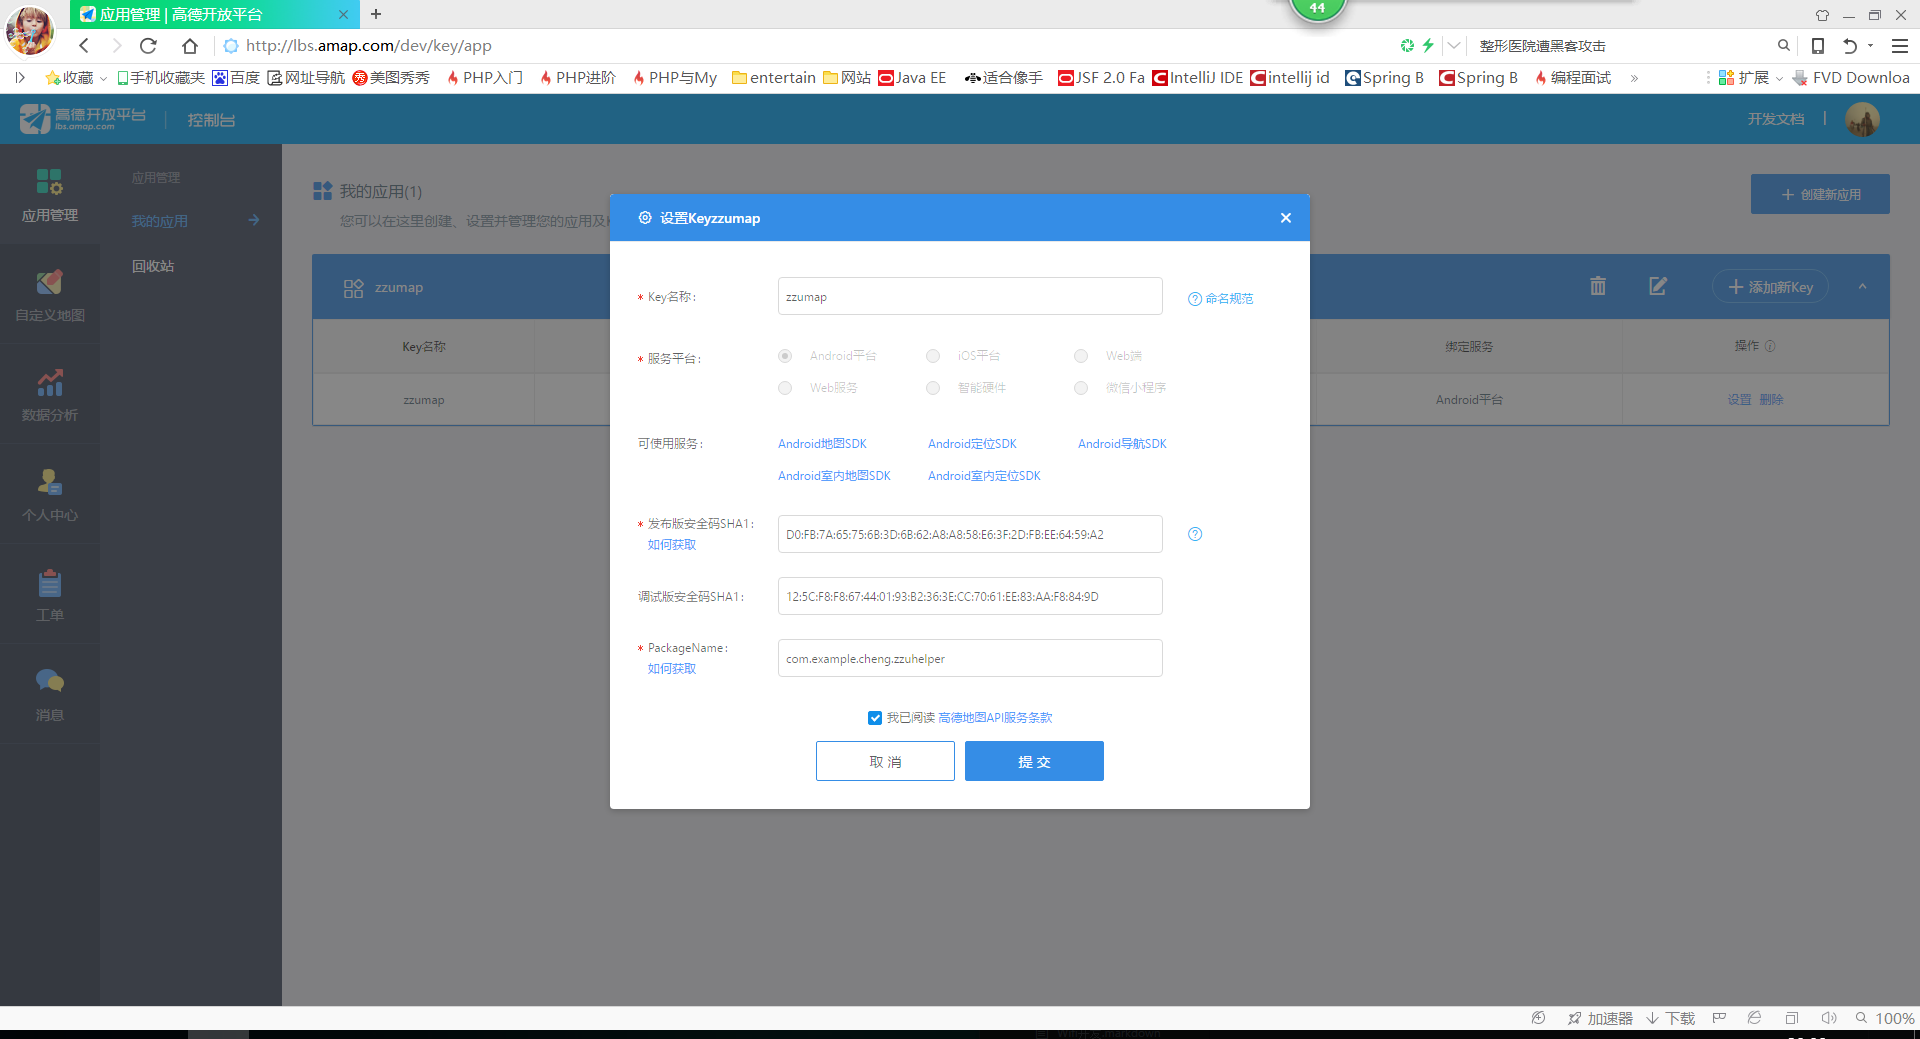 44
应用管理 | 高德开放平台
http://lbs.amap.com/dev/key/app
整形医院遭黑客攻击
收藏 手机收藏夹 百度 网址导航 美图秀秀 PHP入门 PHP进阶 PHP与My entertain 网站 Java EE 适合像手 JSF 2.0 Fa IntelliJ IDE intellij id Spring B Spring B 编程面试 » 扩展 FVD Downloa
高德开放平台
lbs.amap.com
控制台
开发文档
应用管理
自定义地图
数据分析
个人中心
工单
消息
应用管理
我的应用
回收站
我的应用(1)
您可以在这里创建、设置并管理您的应用及
创建新应用
zzumap
添加新Key
Key名称
绑定服务
操作
zzumap
Android平台
设置 删除
设置Keyzzumap
* Key名称：
zzumap
命名规范
* 服务平台：
Android平台 iOS平台 Web端
Web服务 智能硬件 微信小程序
可使用服务：
Android地图SDK Android定位SDK Android导航SDK
Android室内地图SDK Android室内定位SDK
* 发布版安全码SHA1：
如何获取
D0:FB:7A:65:75:6B:3D:6B:62:A8:A8:58:E6:3F:2D:FB:EE:64:59:A2
调试版安全码SHA1：
12:5C:F8:F8:67:44:01:93:B2:36:3E:CC:70:61:EE:83:AA:F8:84:9D
* PackageName：
如何获取
com.example.cheng.zzuhelper
我已阅读 高德地图API服务条款
取 消
提 交
加速器 下载 100%